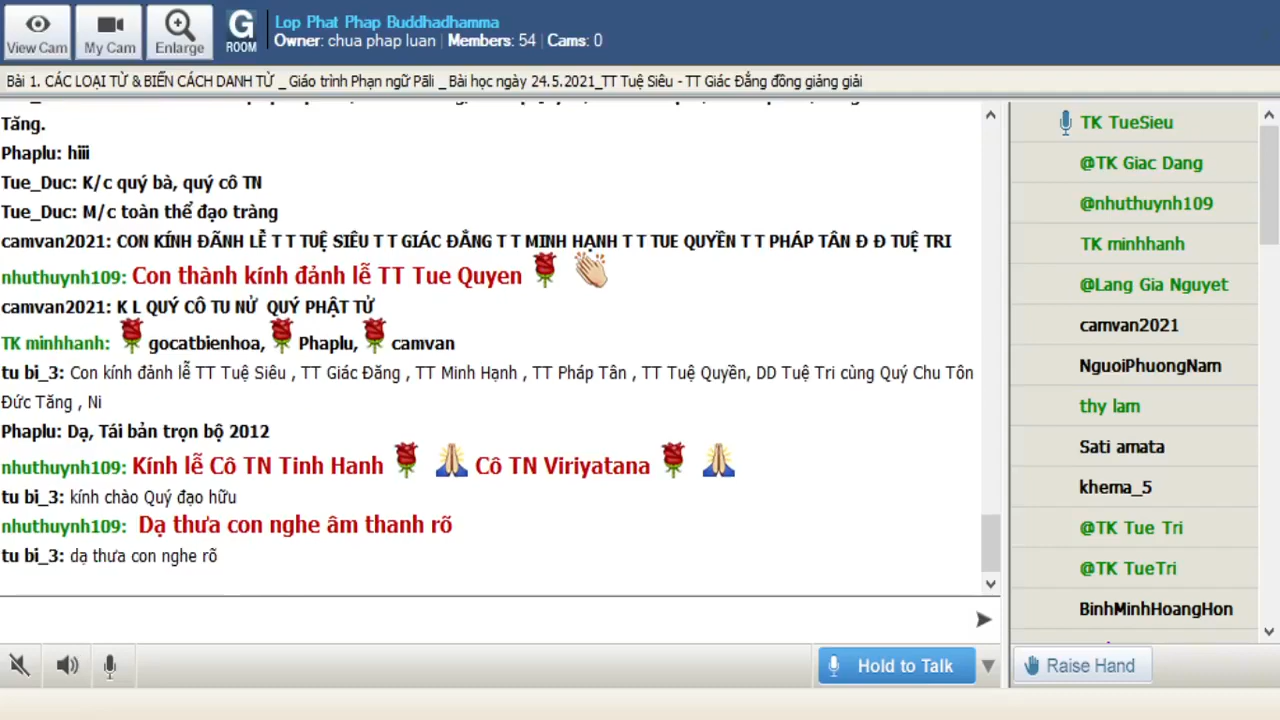 View Cam
My Cam
Enlarge
G
ROOM
Lop Phat Phap Buddhadhamma
Owner: chua phap luan | Members: 54 | Cams: 0
Bài 1. CÁC LOẠI TỪ & BIẾN CÁCH DANH TỪ _ Giáo trình Phạn ngữ Pāli _ Bài học ngày 24.5.2021_TT Tuệ Siêu - TT Giác Đẳng đồng giảng giải
Tăng.
Phaplu: hiii
Tue_Duc: K/c quý bà, quý cô TN
Tue_Duc: M/c toàn thể đạo tràng
camvan2021: CON KÍNH ĐÃNH LỄ T T TUỆ SIÊU T T GIÁC ĐẲNG T T MINH HẠNH T T TUE QUYỀN T T PHÁP TÂN Đ Đ TUỆ TRI
nhuthuynh109: Con thành kính đảnh lễ TT Tue Quyen
camvan2021: K L QUÝ CÔ TU NỬ QUÝ PHẬT TỬ
TK minhhanh: gocatbienhoa, Phaplu, camvan
tu bi_3: Con kính đảnh lễ TT Tuệ Siêu , TT Giác Đăng , TT Minh Hạnh , TT Pháp Tân , TT Tuệ Quyền, DD Tuệ Tri cùng Quý Chu Tôn
Đức Tăng , Ni
Phaplu: Dạ, Tái bản trọn bộ 2012
nhuthuynh109: Kính lễ Cô TN Tinh Hanh Cô TN Viriyatana
tu bi_3: kính chào Quý đạo hữu
nhuthuynh109: Dạ thưa con nghe âm thanh rõ
tu bi_3: dạ thưa con nghe rõ
Hold to Talk
TK TueSieu
@TK Giac Dang
@nhuthuynh109
TK minhhanh
@Lang Gia Nguyet
camvan2021
NguoiPhuongNam
thy lam
Sati amata
khema_5
@TK Tue Tri
@TK TueTri
BinhMinhHoangHon
Raise Hand